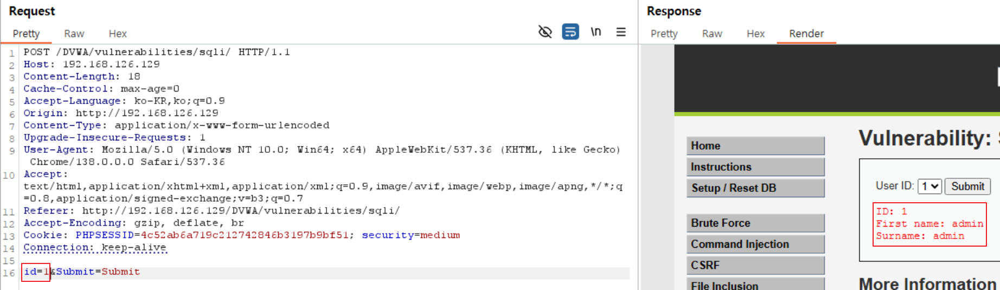 Request
Pretty Raw Hex
\n
1 POST /DVWA/vulnerabilities/sqli/ HTTP/1.1
2 Host: 192.168.126.129
3 Content-Length: 18
4 Cache-Control: max-age=0
5 Accept-Language: ko-KR,ko;q=0.9
6 Origin: http://192.168.126.129
7 Content-Type: application/x-www-form-urlencoded
8 Upgrade-Insecure-Requests: 1
9 User-Agent: Mozilla/5.0 (Windows NT 10.0; Win64; x64) AppleWebKit/537.36 (KHTML, like Gecko)
Chrome/138.0.0.0 Safari/537.36
10 Accept:
text/html,application/xhtml+xml,application/xml;q=0.9,image/avif,image/webp,image/apng,*/*;q
=0.8,application/signed-exchange;v=b3;q=0.7
11 Referer: http://192.168.126.129/DVWA/vulnerabilities/sqli/
12 Accept-Encoding: gzip, deflate, br
13 Cookie: PHPSESSID=4c52ab6a719c212742846b3197b9bf51; security=medium
14 Connection: keep-alive
15
16 id=1&Submit=Submit
Response
Pretty Raw Hex Render
Home
Instructions
Setup / Reset DB
Brute Force
Command Injection
CSRF
File Inclusion
Vulnerability:
User ID: 1 Submit
ID: 1
First name: admin
Surname: admin
More Information